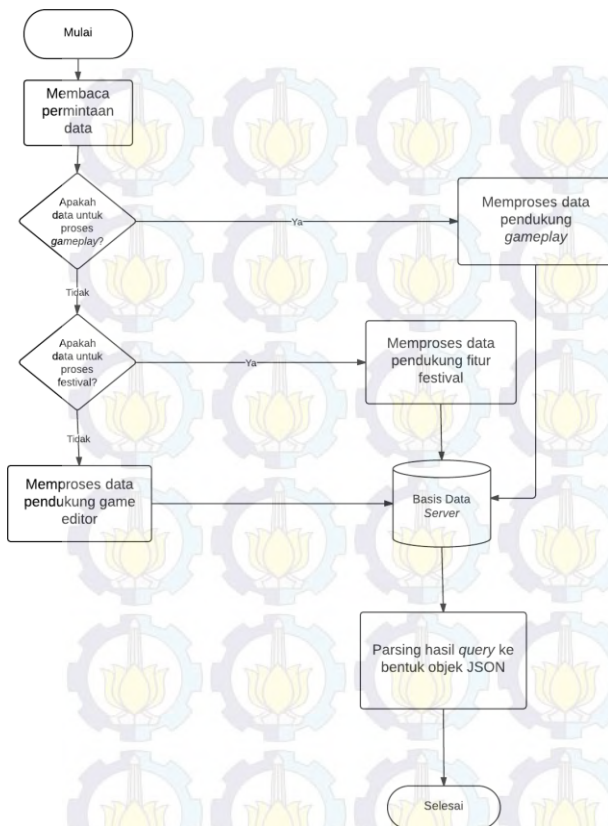 Mulai
Membaca
permintaan
data
Apakah
data untuk
proses
gameplay?
Ya
Memproses data
pendukung
gameplay
Tidak
Apakah
data untuk
proses
festival?
Ya
Memproses data
pendukung fitur
festival
Tidak
Memproses data
pendukung game
editor
Basis Data
Server
Parsing hasil query ke
bentuk objek JSON
Selesai